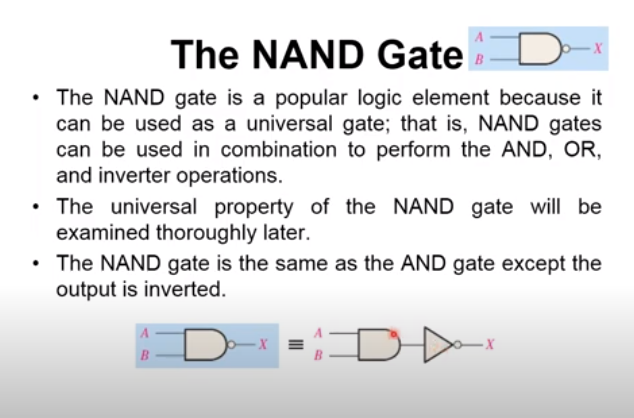 The NAND Gate
A
B
X
• The NAND gate is a popular logic element because it
can be used as a universal gate; that is, NAND gates
can be used in combination to perform the AND, OR,
and inverter operations.
• The universal property of the NAND gate will be
examined thoroughly later.
• The NAND gate is the same as the AND gate except the
output is inverted.
A
B
X
≡
A
B
X